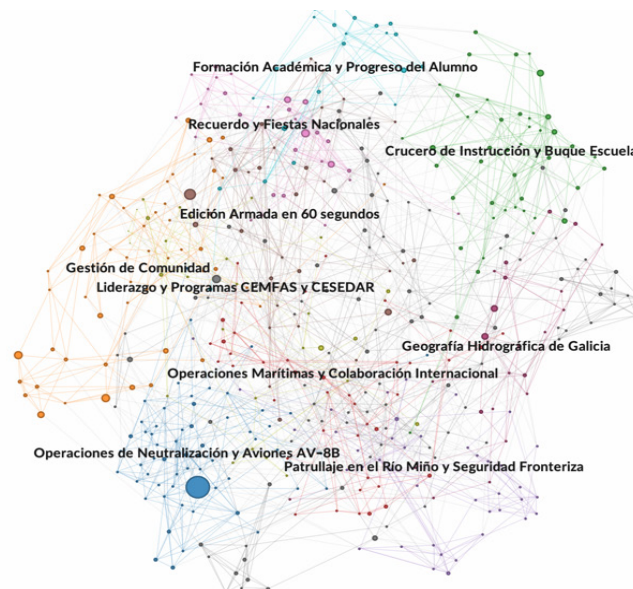 Formación Académica y Progreso del Alumno
Recuerdo y Fiestas Nacionales
Crucero de Instrucción y Buque Escuela
Edición Armada en 60 segundos
Gestión de Comunidad
Liderazgo y Programas CEMFAS y CESEDAR
Geografía Hidrográfica de Galicia
Operaciones Marítimas y Colaboración Internacional
Operaciones de Neutralización y Aviones AV-8B
Patrullaje en el Río Miño y Seguridad Fronteriza